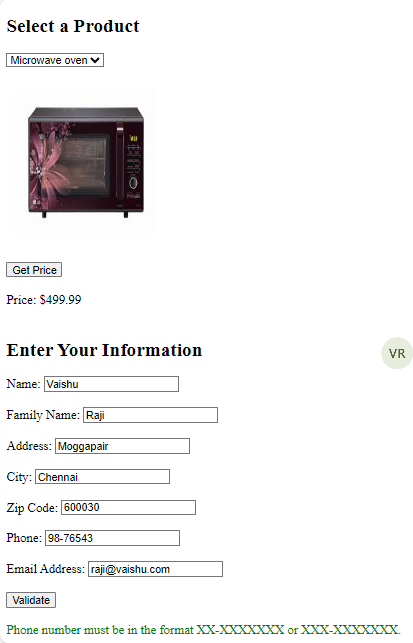 Select a Product
Microwave oven
Get Price
Price: $499.99
Enter Your Information
VR
Name: Vaishu
Family Name: Raji
Address: Moggapair
City: Chennai
Zip Code: 600030
Phone: 98-76543
Email Address: raji@vaishu.com
Validate
Phone number must be in the format XX-XXXXXXX or XXX-XXXXXXX.